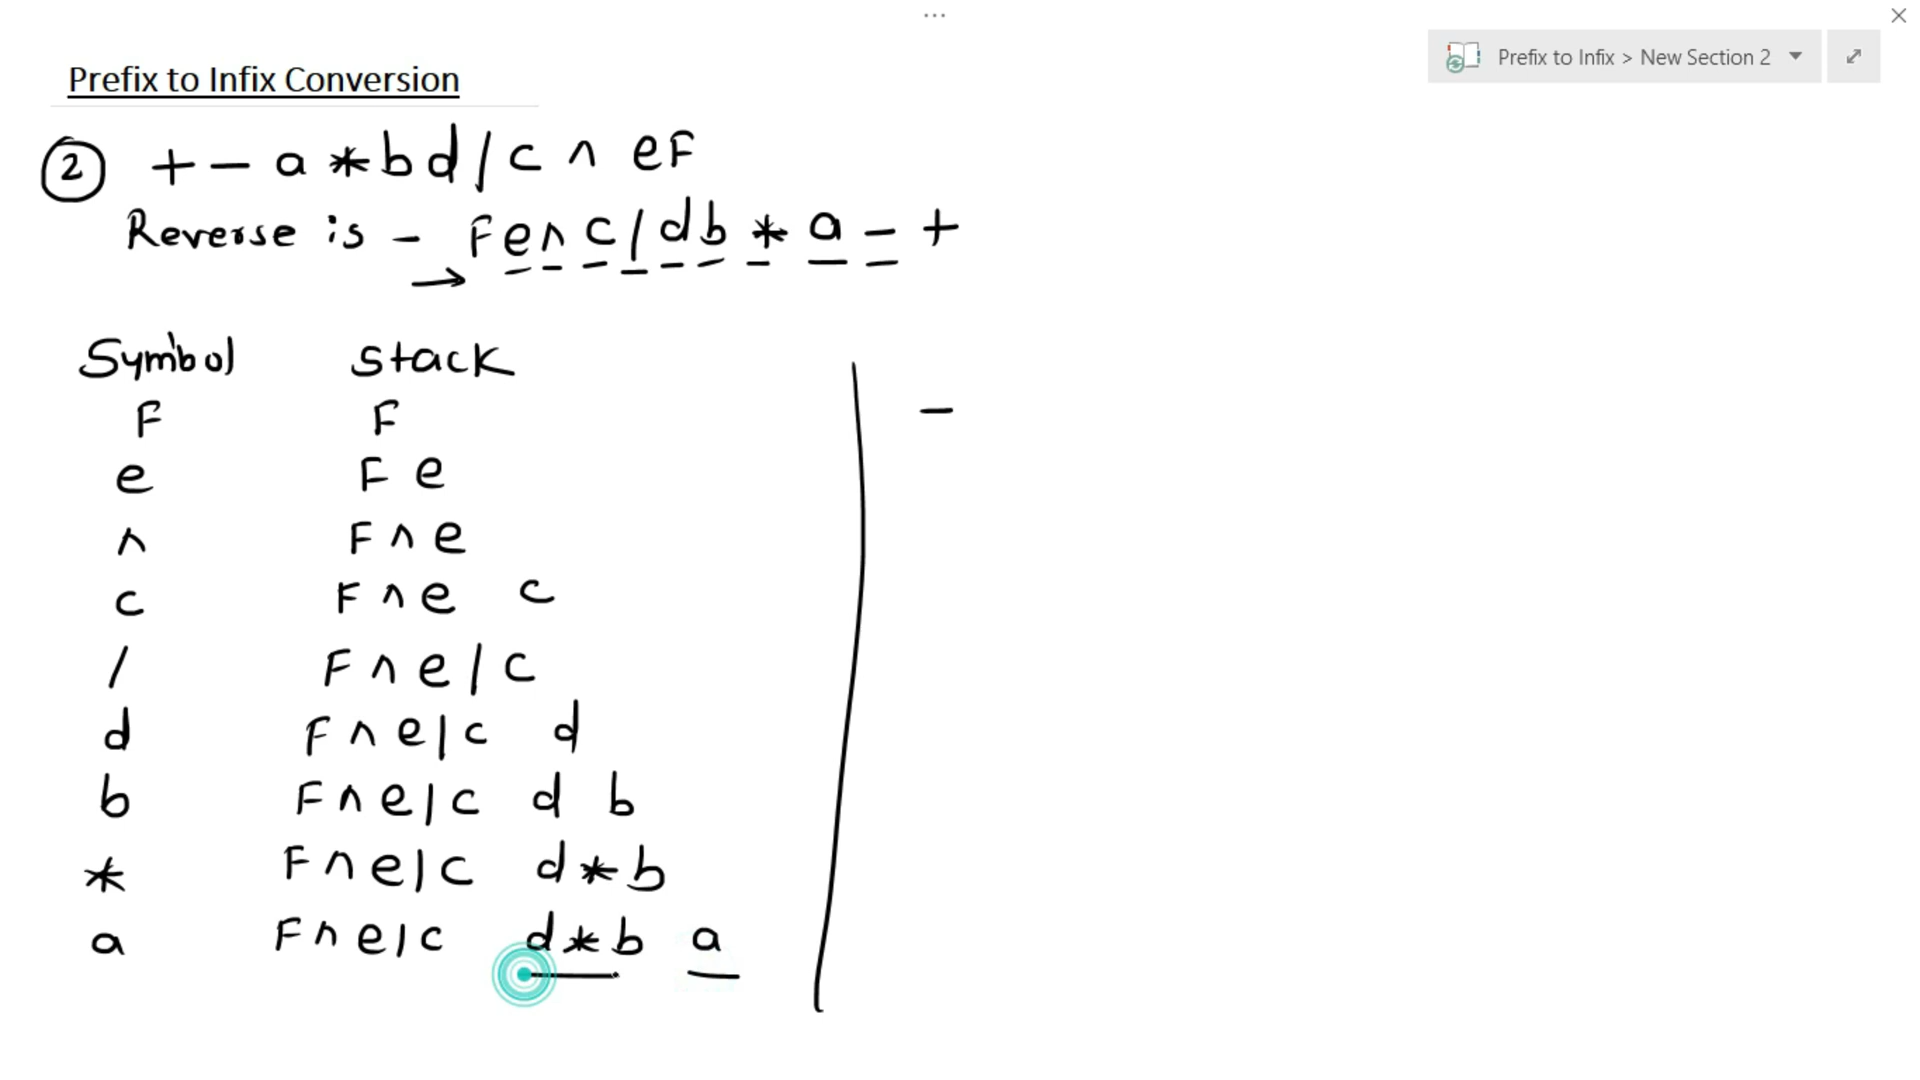 ...
Prefix to Infix > New Section 2
Prefix to Infix Conversion
2 + - a * b d / c ^ e F
Reverse is - F e ^ c / d b * a - +
Symbol stack
F F -
e F e
^ F ^ e
c F ^ e c
/ F ^ e / c
d F ^ e / c d
b F ^ e / c d b
* F ^ e / c d * b
a F ^ e / c d * b a